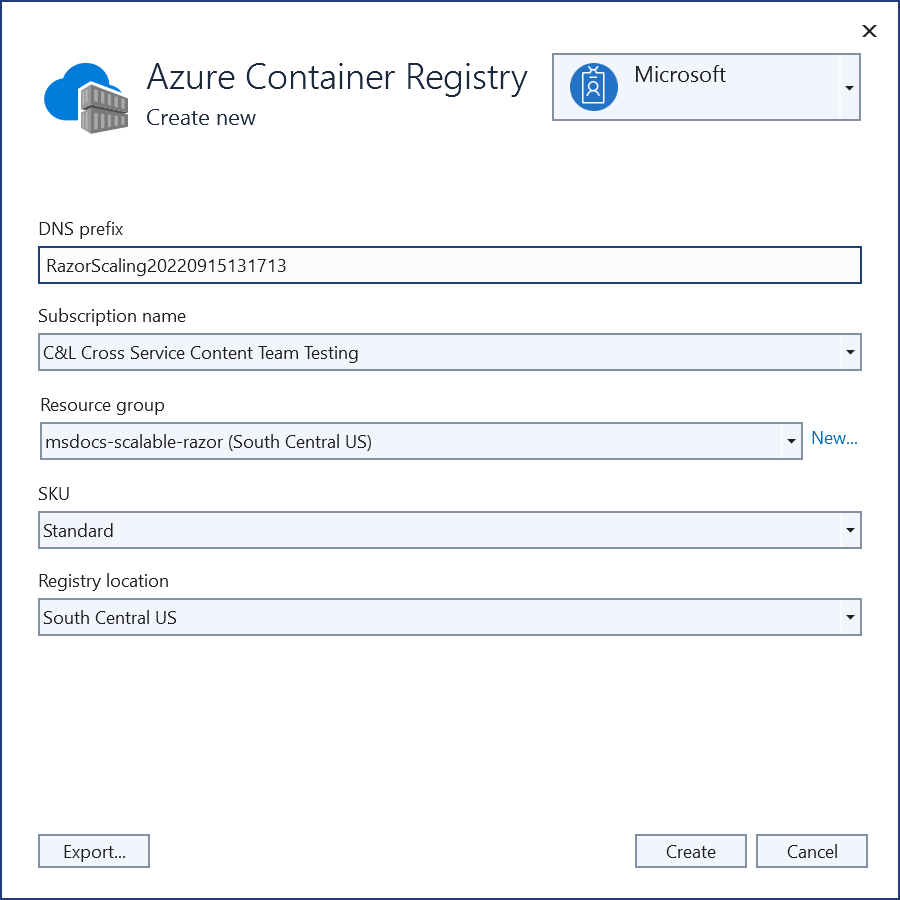 Azure Container Registry
Create new
Microsoft
DNS prefix
RazorScaling20220915131713
Subscription name
C&L Cross Service Content Team Testing
Resource group
msdocs-scalable-razor (South Central US)
New...
SKU
Standard
Registry location
South Central US
Export...
Create
Cancel